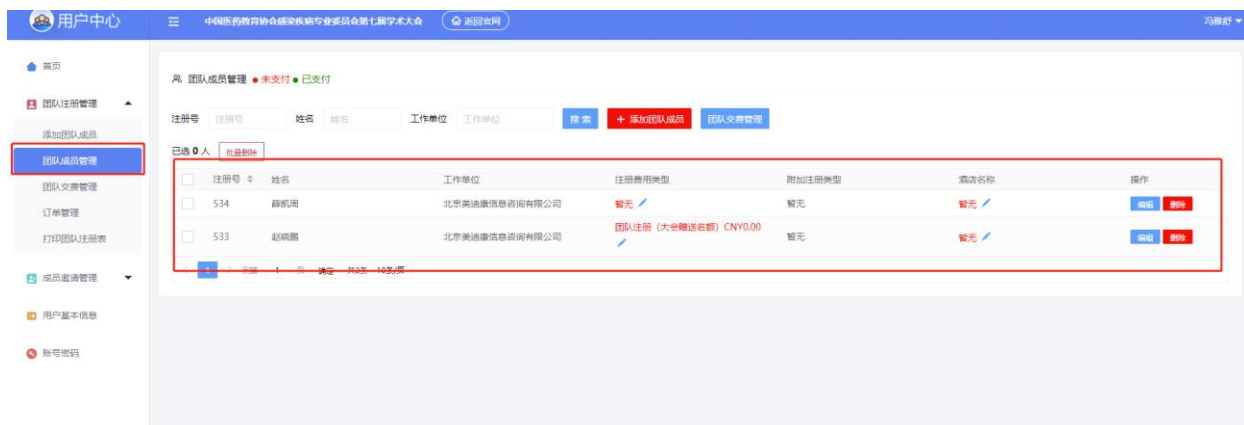 用户中心
中国医药教育协会感染疾病专业委员会第七届学术大会 返回官网 冯雅舒
首页
团队注册管理
添加团队成员
团队成员管理
团队交费管理
订单管理
打印团队注册表
成员邀请管理
用户基本信息
账号密码
团队成员管理 ● 未支付 ● 已支付
注册号 注册号 姓名 姓名 工作单位 工作单位 搜索 + 添加团队成员 团队交费管理
已选 0 人 批量删除
注册号 姓名 工作单位 注册费用类型 附加注册类型 酒店名称 操作
534 薛凯周 北京美迪康信息咨询有限公司 暂无 暂无 暂无 编辑 删除
533 赵晓鹏 北京美迪康信息咨询有限公司 团队注册（大会赠送名额）CNY0.00 暂无 暂无 编辑 删除
< 1 > 到第 1 页 确定 共2条 10条/页